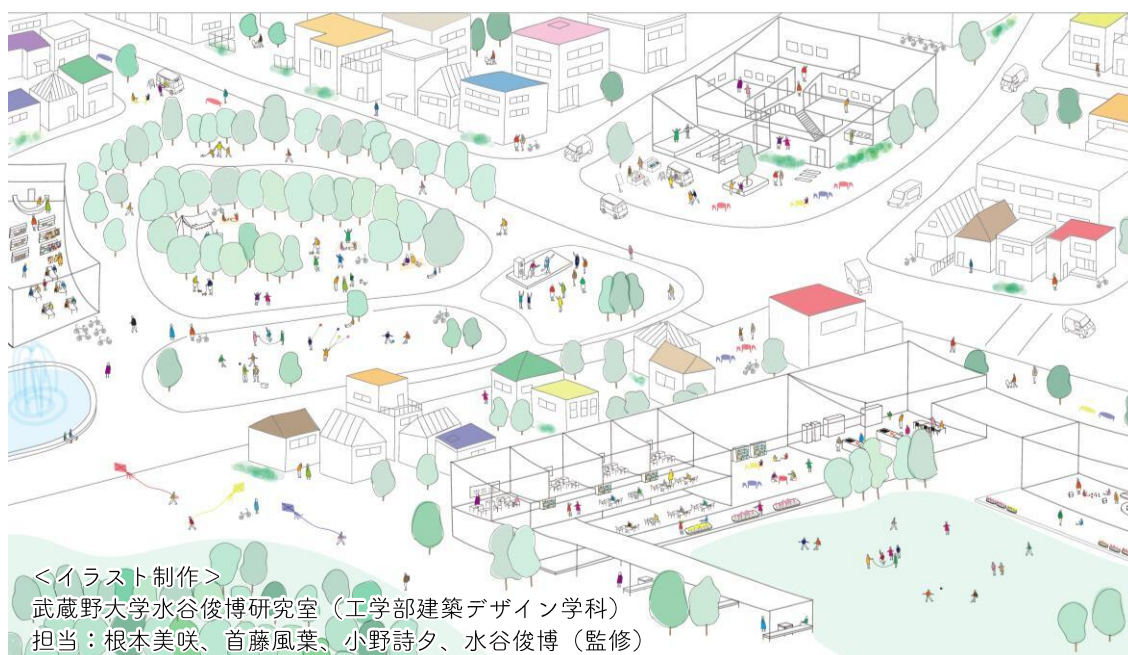 ＜イラスト制作＞
武蔵野大学水谷俊博研究室（工学部建築デザイン学科）
担当：根本美咲、首藤風葉、小野詩夕、水谷俊博（監修）